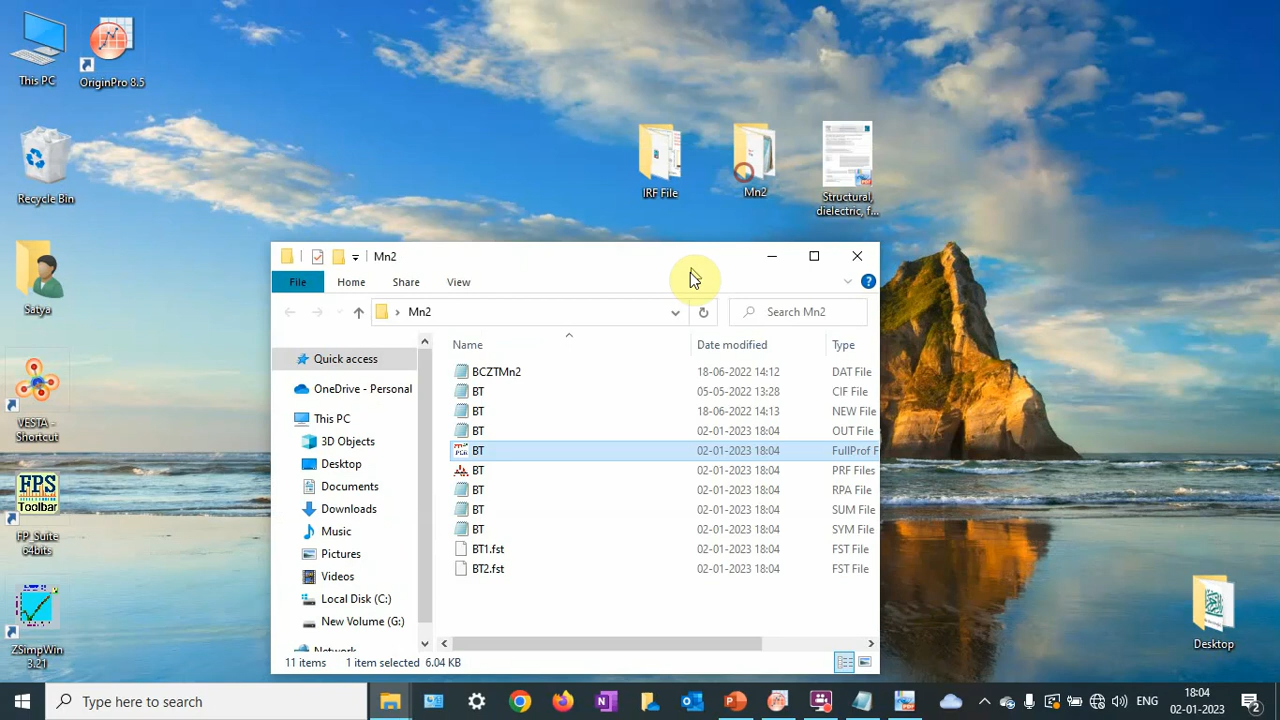 This PC
OriginPro 8.5
Recycle Bin
Satya
VESTA -
Shortcut
FPS
Toolbar
FP_Suite
64bits
ZSimpWin
3.21
IRF File
Mn2
Structural,
dielectric, f...
Mn2
File
Home
Share
View
Mn2
Search Mn2
Name
Date modified
Type
Quick access
OneDrive - Personal
This PC
3D Objects
Desktop
Documents
Downloads
Music
Pictures
Videos
Local Disk (C:)
New Volume (G:)
Network
BCZTMn2 18-06-2022 14:12 DAT File
BT 05-05-2022 13:28 CIF File
BT 18-06-2022 14:13 NEW File
BT 02-01-2023 18:04 OUT File
BT 02-01-2023 18:04 FullProf F
BT 02-01-2023 18:04 PRF Files
BT 02-01-2023 18:04 RPA File
BT 02-01-2023 18:04 SUM File
BT 02-01-2023 18:04 SYM File
BT1.fst 02-01-2023 18:04 FST File
BT2.fst 02-01-2023 18:04 FST File
11 items 1 item selected 6.04 KB
Desktop
Type here to search
ENG
18:04
02-01-2023
2